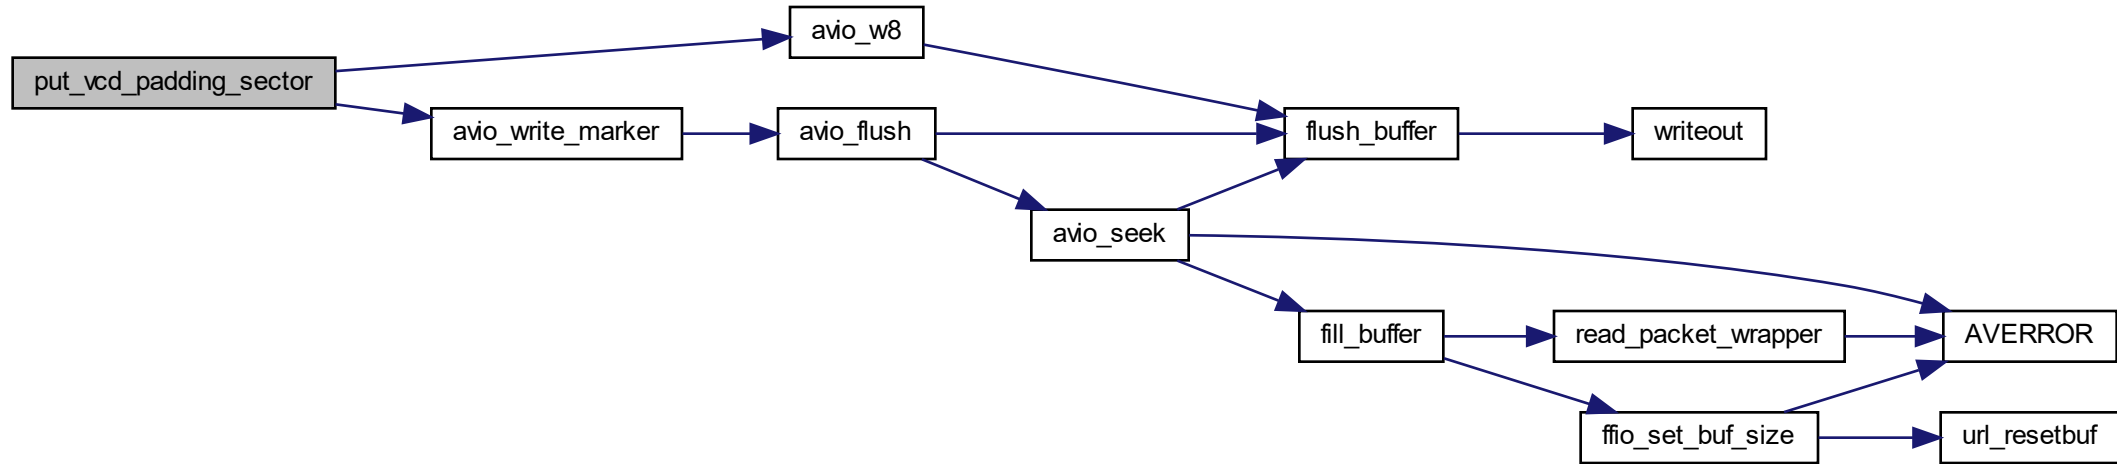 avio_w8
put_vcd_padding_sector
avio_write_marker
avio_flush
flush_buffer
writeout
avio_seek
fill_buffer
read_packet_wrapper
AVERROR
ffio_set_buf_size
url_resetbuf